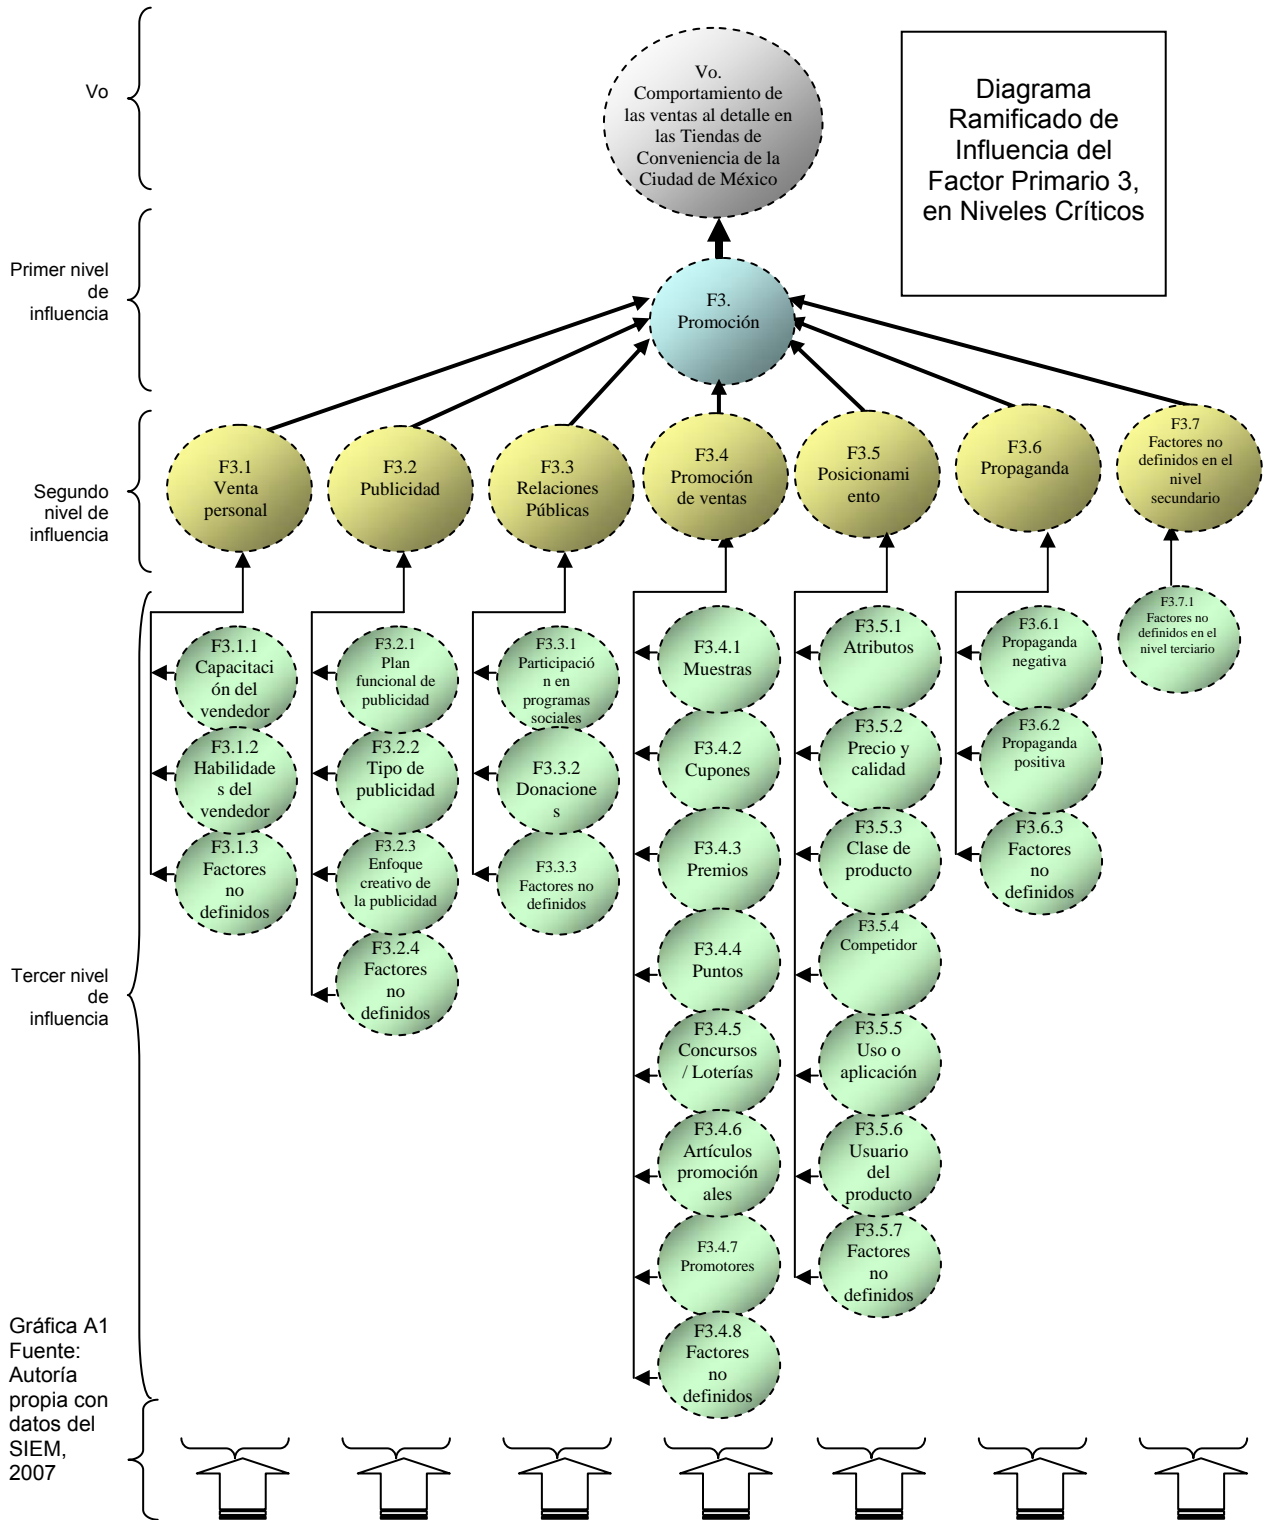 Vo
Vo.
Comportamiento de
las ventas al detalle en
las Tiendas de
Conveniencia de la
Ciudad de México
Diagrama
Ramificado de
Influencia del
Factor Primario 3,
en Niveles Críticos
Primer nivel
de
influencia
F3.
Promoción
Segundo
nivel de
influencia
F3.1
Venta
personal
F3.2
Publicidad
F3.3
Relaciones
Públicas
F3.4
Promoción
de ventas
F3.5
Posicionami
ento
F3.6
Propaganda
F3.7
Factores no
definidos en el
nivel
secundario
Tercer nivel
de
influencia
F3.1.1
Capacitaci
ón del
vendedor
F3.1.2
Habilidade
s del
vendedor
F3.1.3
Factores
no
definidos
F3.2.1
Plan
funcional de
publicidad
F3.2.2
Tipo de
publicidad
F3.2.3
Enfoque
creativo de
la publicidad
F3.2.4
Factores
no
definidos
F3.3.1
Participació
n en
programas
sociales
F3.3.2
Donacione
s
F3.3.3
Factores no
definidos
F3.4.1
Muestras
F3.4.2
Cupones
F3.4.3
Premios
F3.4.4
Puntos
F3.4.5
Concursos
/ Loterías
F3.4.6
Artículos
promoción
ales
F3.4.7
Promotores
F3.4.8
Factores
no
definidos
F3.5.1
Atributos
F3.5.2
Precio y
calidad
F3.5.3
Clase de
producto
F3.5.4
Competidor
F3.5.5
Uso o
aplicación
F3.5.6
Usuario
del
producto
F3.5.7
Factores
no
definidos
F3.6.1
Propaganda
negativa
F3.6.2
Propaganda
positiva
F3.6.3
Factores
no
definidos
F3.7.1
Factores no
definidos en el
nivel terciario
Gráfica A1
Fuente:
Autoría
propia con
datos del
SIEM,
2007